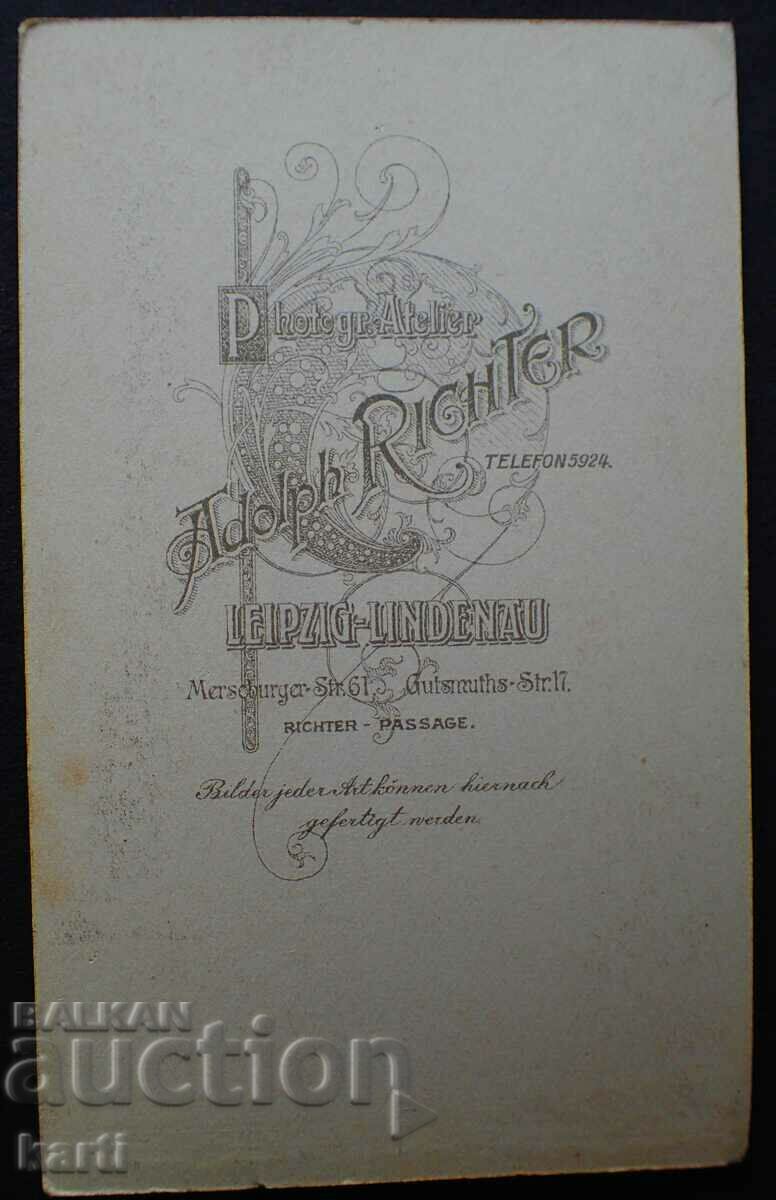 Photogr. Atelier
Adolph RICHTER
TELEFON 5924.
LEIPZIG-LINDENAU
Merseburger-Str. 61, Gutsmuths-Str. 17.
RICHTER - PASSAGE.
Bilder jeder Art können hiernach
gefertigt werden.
BALKAN
auction
karti